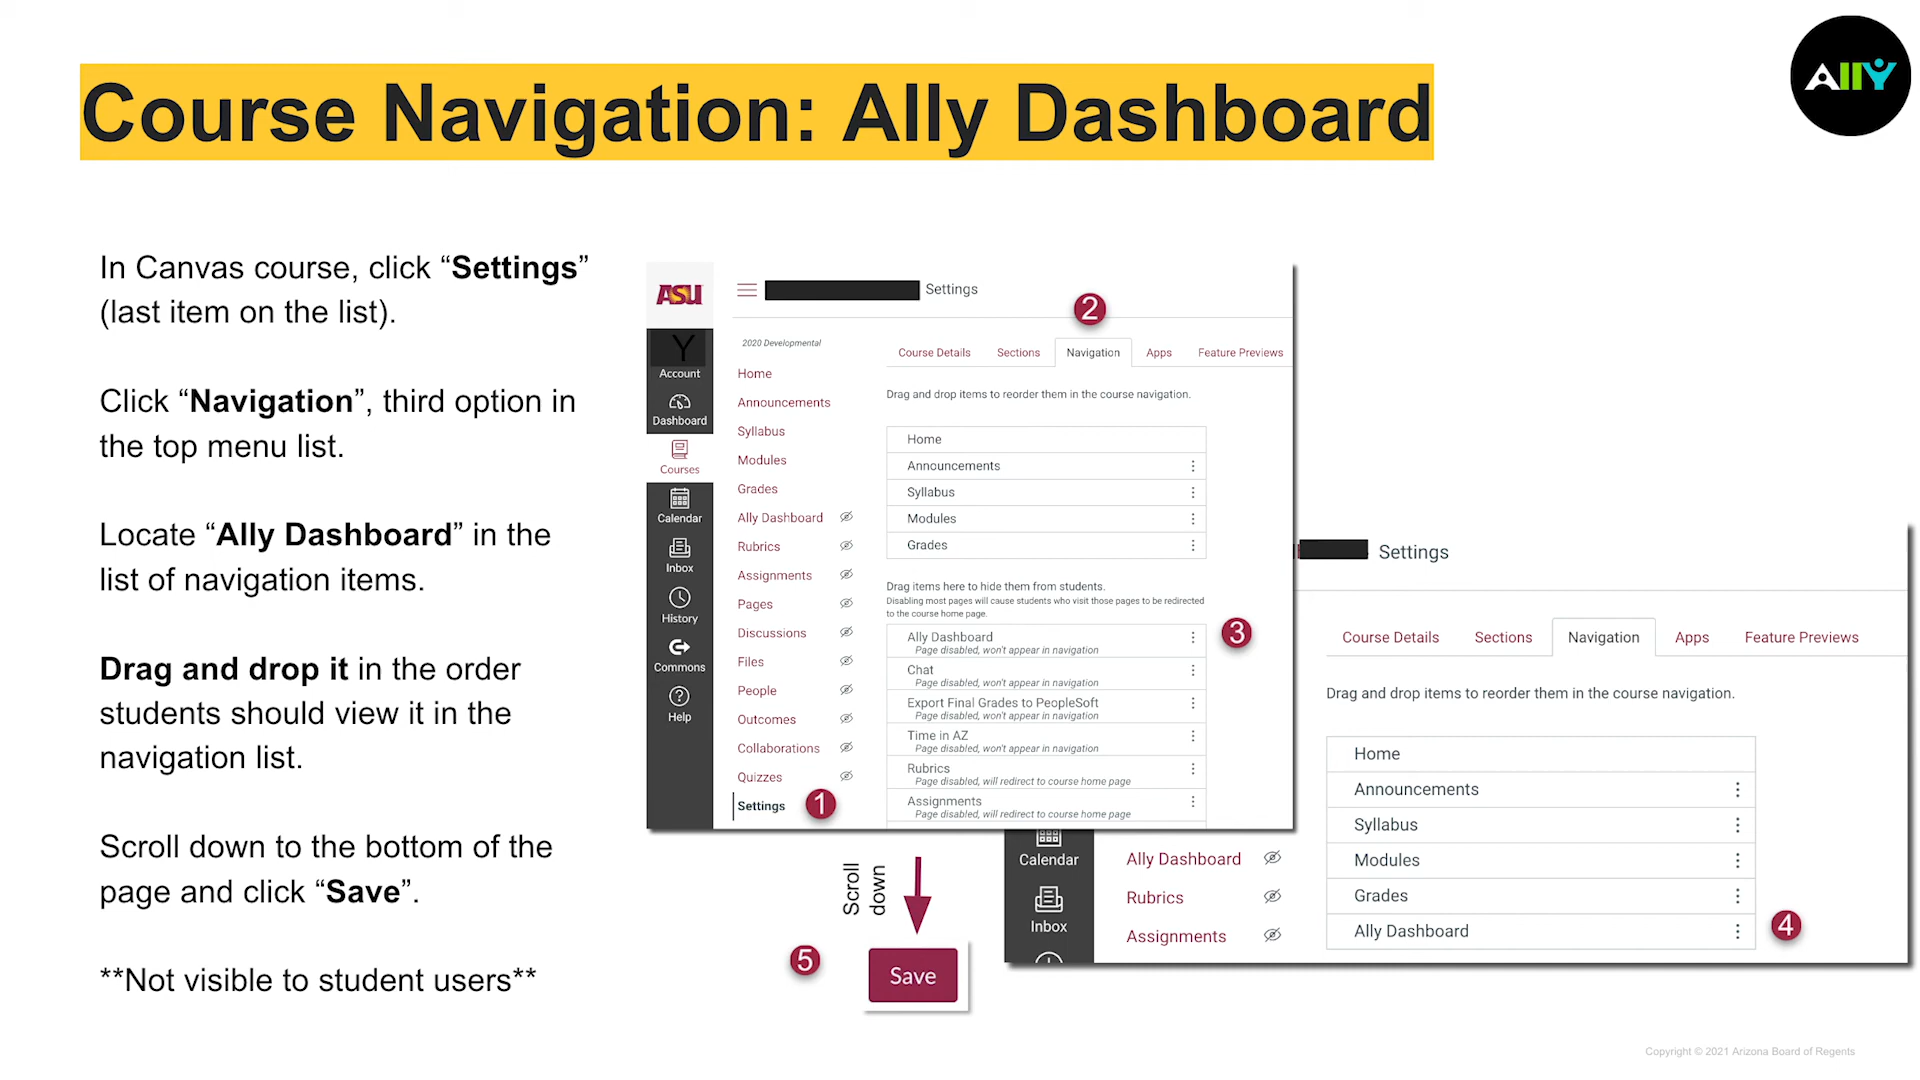 Course Navigation: Ally Dashboard
Ally
In Canvas course, click “Settings”
(last item on the list).
Click “Navigation”, third option in
the top menu list.
Locate “Ally Dashboard” in the
list of navigation items.
Drag and drop it in the order
students should view it in the
navigation list.
Scroll down to the bottom of the
page and click “Save”.
**Not visible to student users**
ASU
Y
Account
Dashboard
Courses
Calendar
Inbox
History
Commons
Help
Settings
2020 Developmental
Home
Announcements
Syllabus
Modules
Grades
Ally Dashboard
Rubrics
Assignments
Pages
Discussions
Files
People
Outcomes
Collaborations
Quizzes
Settings
1
2
Course Details Sections Navigation Apps Feature Previews
Drag and drop items to reorder them in the course navigation.
Home
Announcements
Syllabus
Modules
Grades
Drag items here to hide them from students.
Disabling most pages will cause students who visit those pages to be redirected
to the course home page.
Ally Dashboard
Page disabled, won't appear in navigation
3
Chat
Page disabled, won't appear in navigation
Export Final Grades to PeopleSoft
Page disabled, won't appear in navigation
Time in AZ
Page disabled, won't appear in navigation
Rubrics
Page disabled, will redirect to course home page
Assignments
Page disabled, will redirect to course home page
Settings
Course Details Sections Navigation Apps Feature Previews
Drag and drop items to reorder them in the course navigation.
Home
Announcements
Syllabus
Modules
Grades
Ally Dashboard
4
Calendar
Inbox
Ally Dashboard
Rubrics
Assignments
Scroll
down
5
Save
Copyright © 2021 Arizona Board of Regents